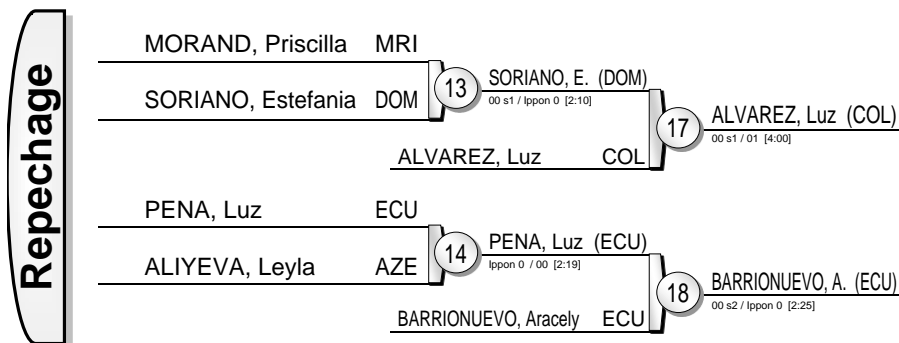 Repechage
MORAND, Priscilla MRI
SORIANO, Estefania DOM
13
SORIANO, E. (DOM)
00 s1 / Ippon 0 [2:10]
ALVAREZ, Luz COL
17
ALVAREZ, Luz (COL)
00 s1 / 01 [4:00]
PENA, Luz ECU
ALIYEVA, Leyla AZE
14
PENA, Luz (ECU)
Ippon 0 / 00 [2:19]
BARRIONUEVO, Aracely ECU
18
BARRIONUEVO, A. (ECU)
00 s2 / Ippon 0 [2:25]